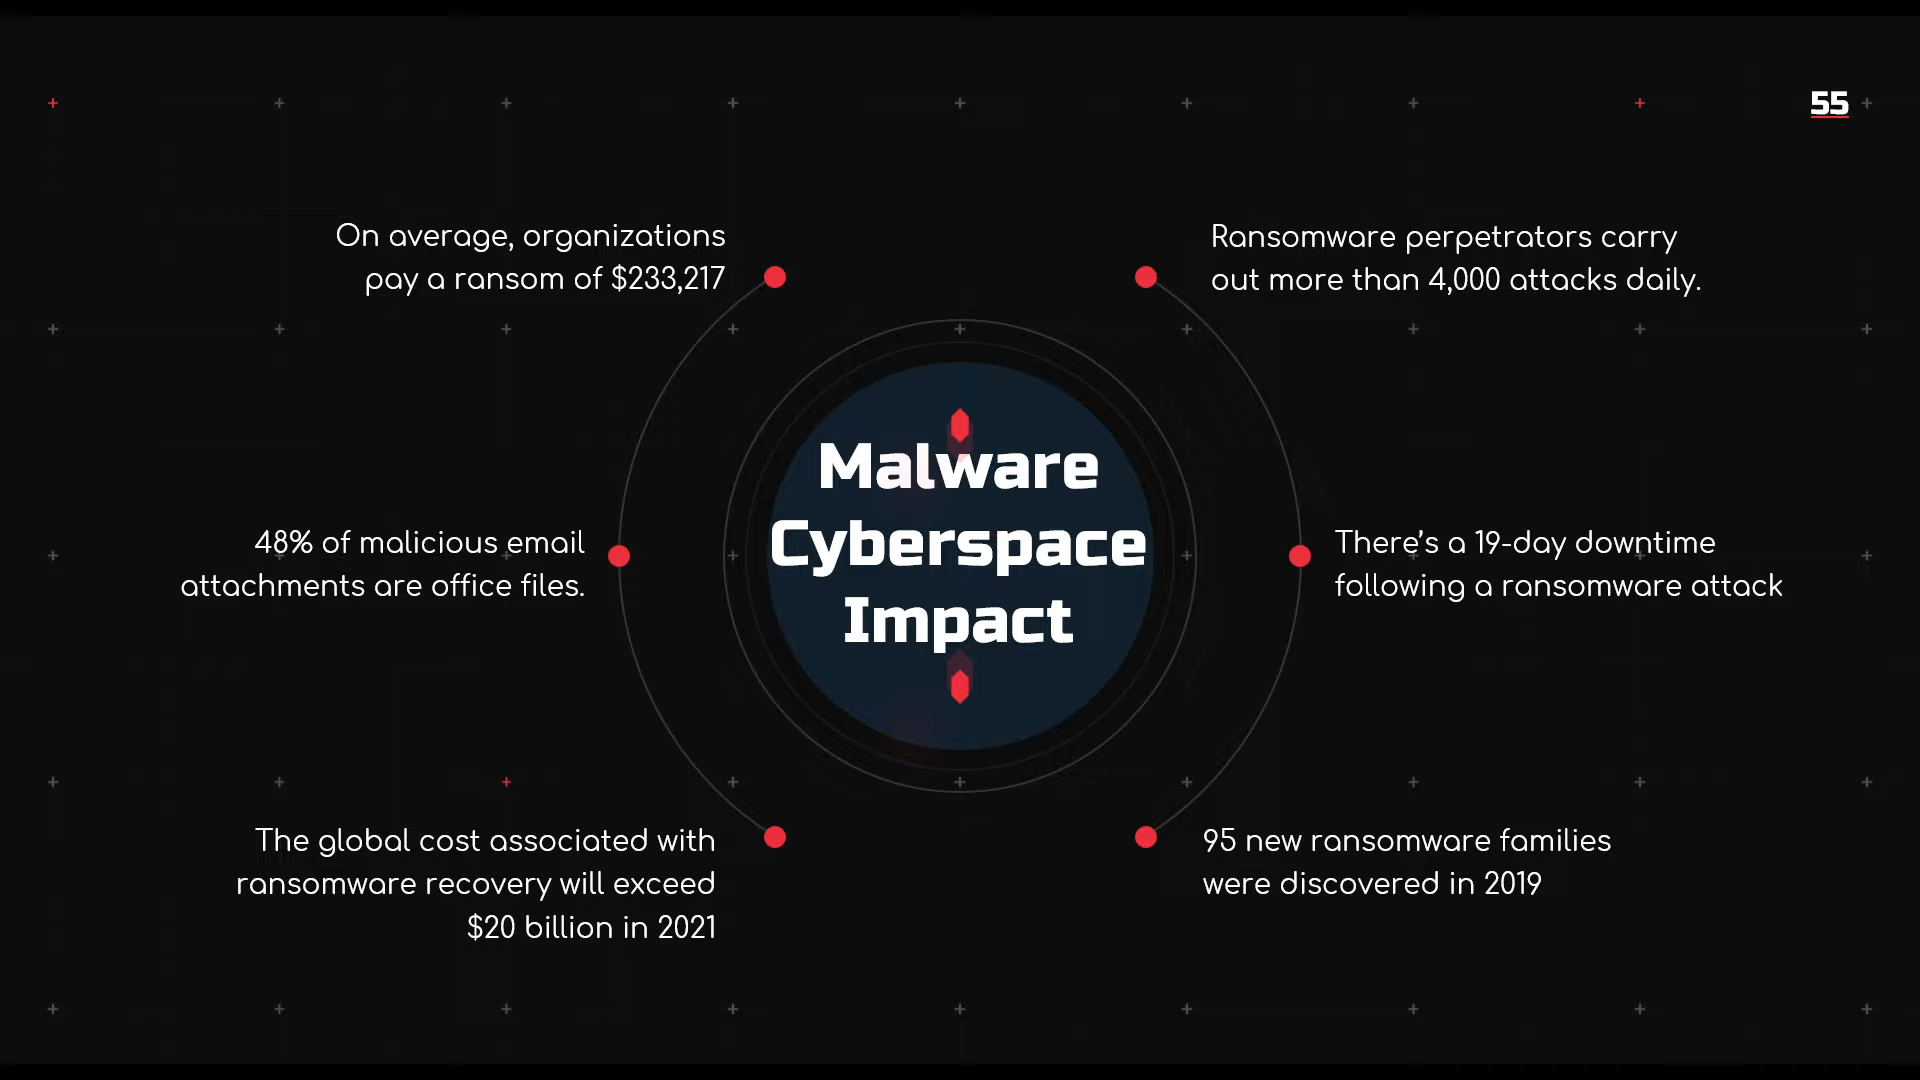 55
On average, organizations
pay a ransom of $233,217
Ransomware perpetrators carry
out more than 4,000 attacks daily.
Malware
Cyberspace
Impact
48% of malicious email
attachments are office files.
There’s a 19-day downtime
following a ransomware attack
The global cost associated with
ransomware recovery will exceed
$20 billion in 2021
95 new ransomware families
were discovered in 2019